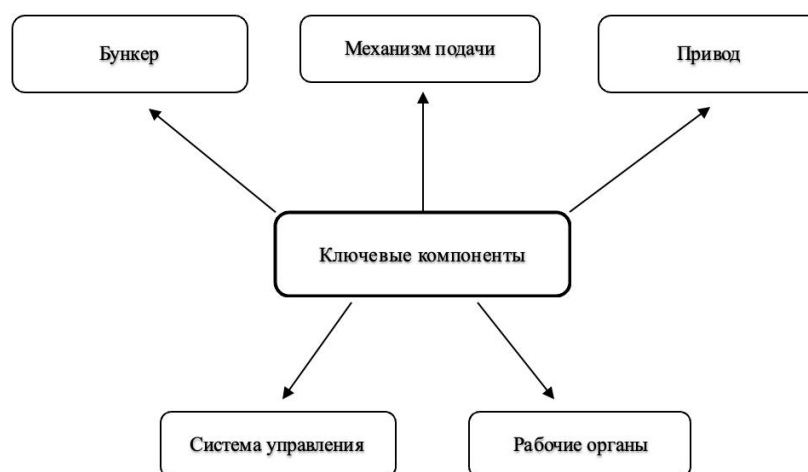 Бункер
Механизм подачи
Привод
Ключевые компоненты
Система управления
Рабочие органы